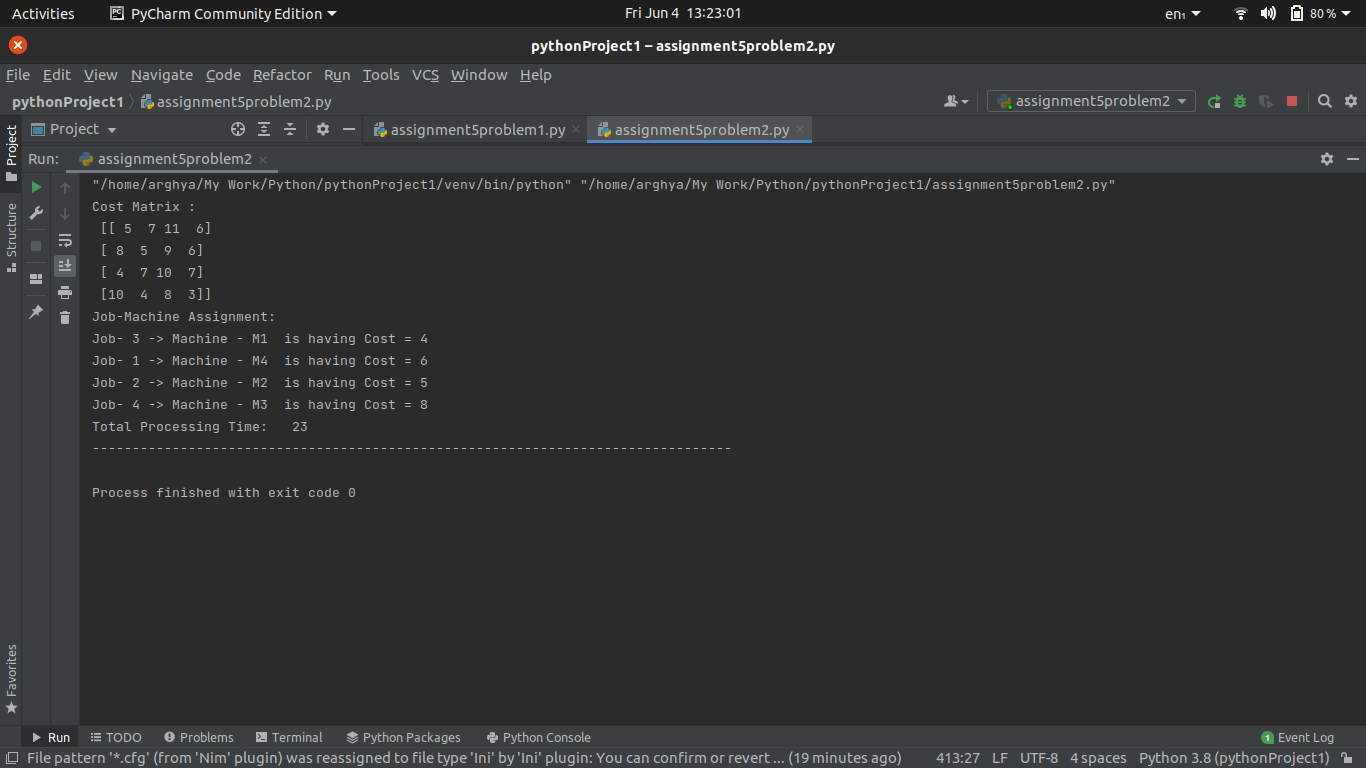 Activities PyCharm Community Edition Fri Jun 4 13:23:01 en₁ 80 %
pythonProject1 – assignment5problem2.py
File Edit View Navigate Code Refactor Run Tools VCS Window Help
pythonProject1 assignment5problem2.py assignment5problem2
Project assignment5problem1.py assignment5problem2.py
Project
Structure
Favorites
Run: assignment5problem2
"/home/arghya/My Work/Python/pythonProject1/venv/bin/python" "/home/arghya/My Work/Python/pythonProject1/assignment5problem2.py"
Cost Matrix :
[[ 5  7 11  6]
[ 8  5  9  6]
[ 4  7 10  7]
[10  4  8  3]]
Job-Machine Assignment:
Job- 3 -> Machine - M1  is having Cost = 4
Job- 1 -> Machine - M4  is having Cost = 6
Job- 2 -> Machine - M2  is having Cost = 5
Job- 4 -> Machine - M3  is having Cost = 8
Total Processing Time:   23
--------------------------------------------------------------------------------
Process finished with exit code 0
Run TODO Problems Terminal Python Packages Python Console 1 Event Log
File pattern '*.cfg' (from 'Nim' plugin) was reassigned to file type 'Ini' by 'Ini' plugin: You can confirm or revert ... (19 minutes ago) 413:27 LF UTF-8 4 spaces Python 3.8 (pythonProject1)